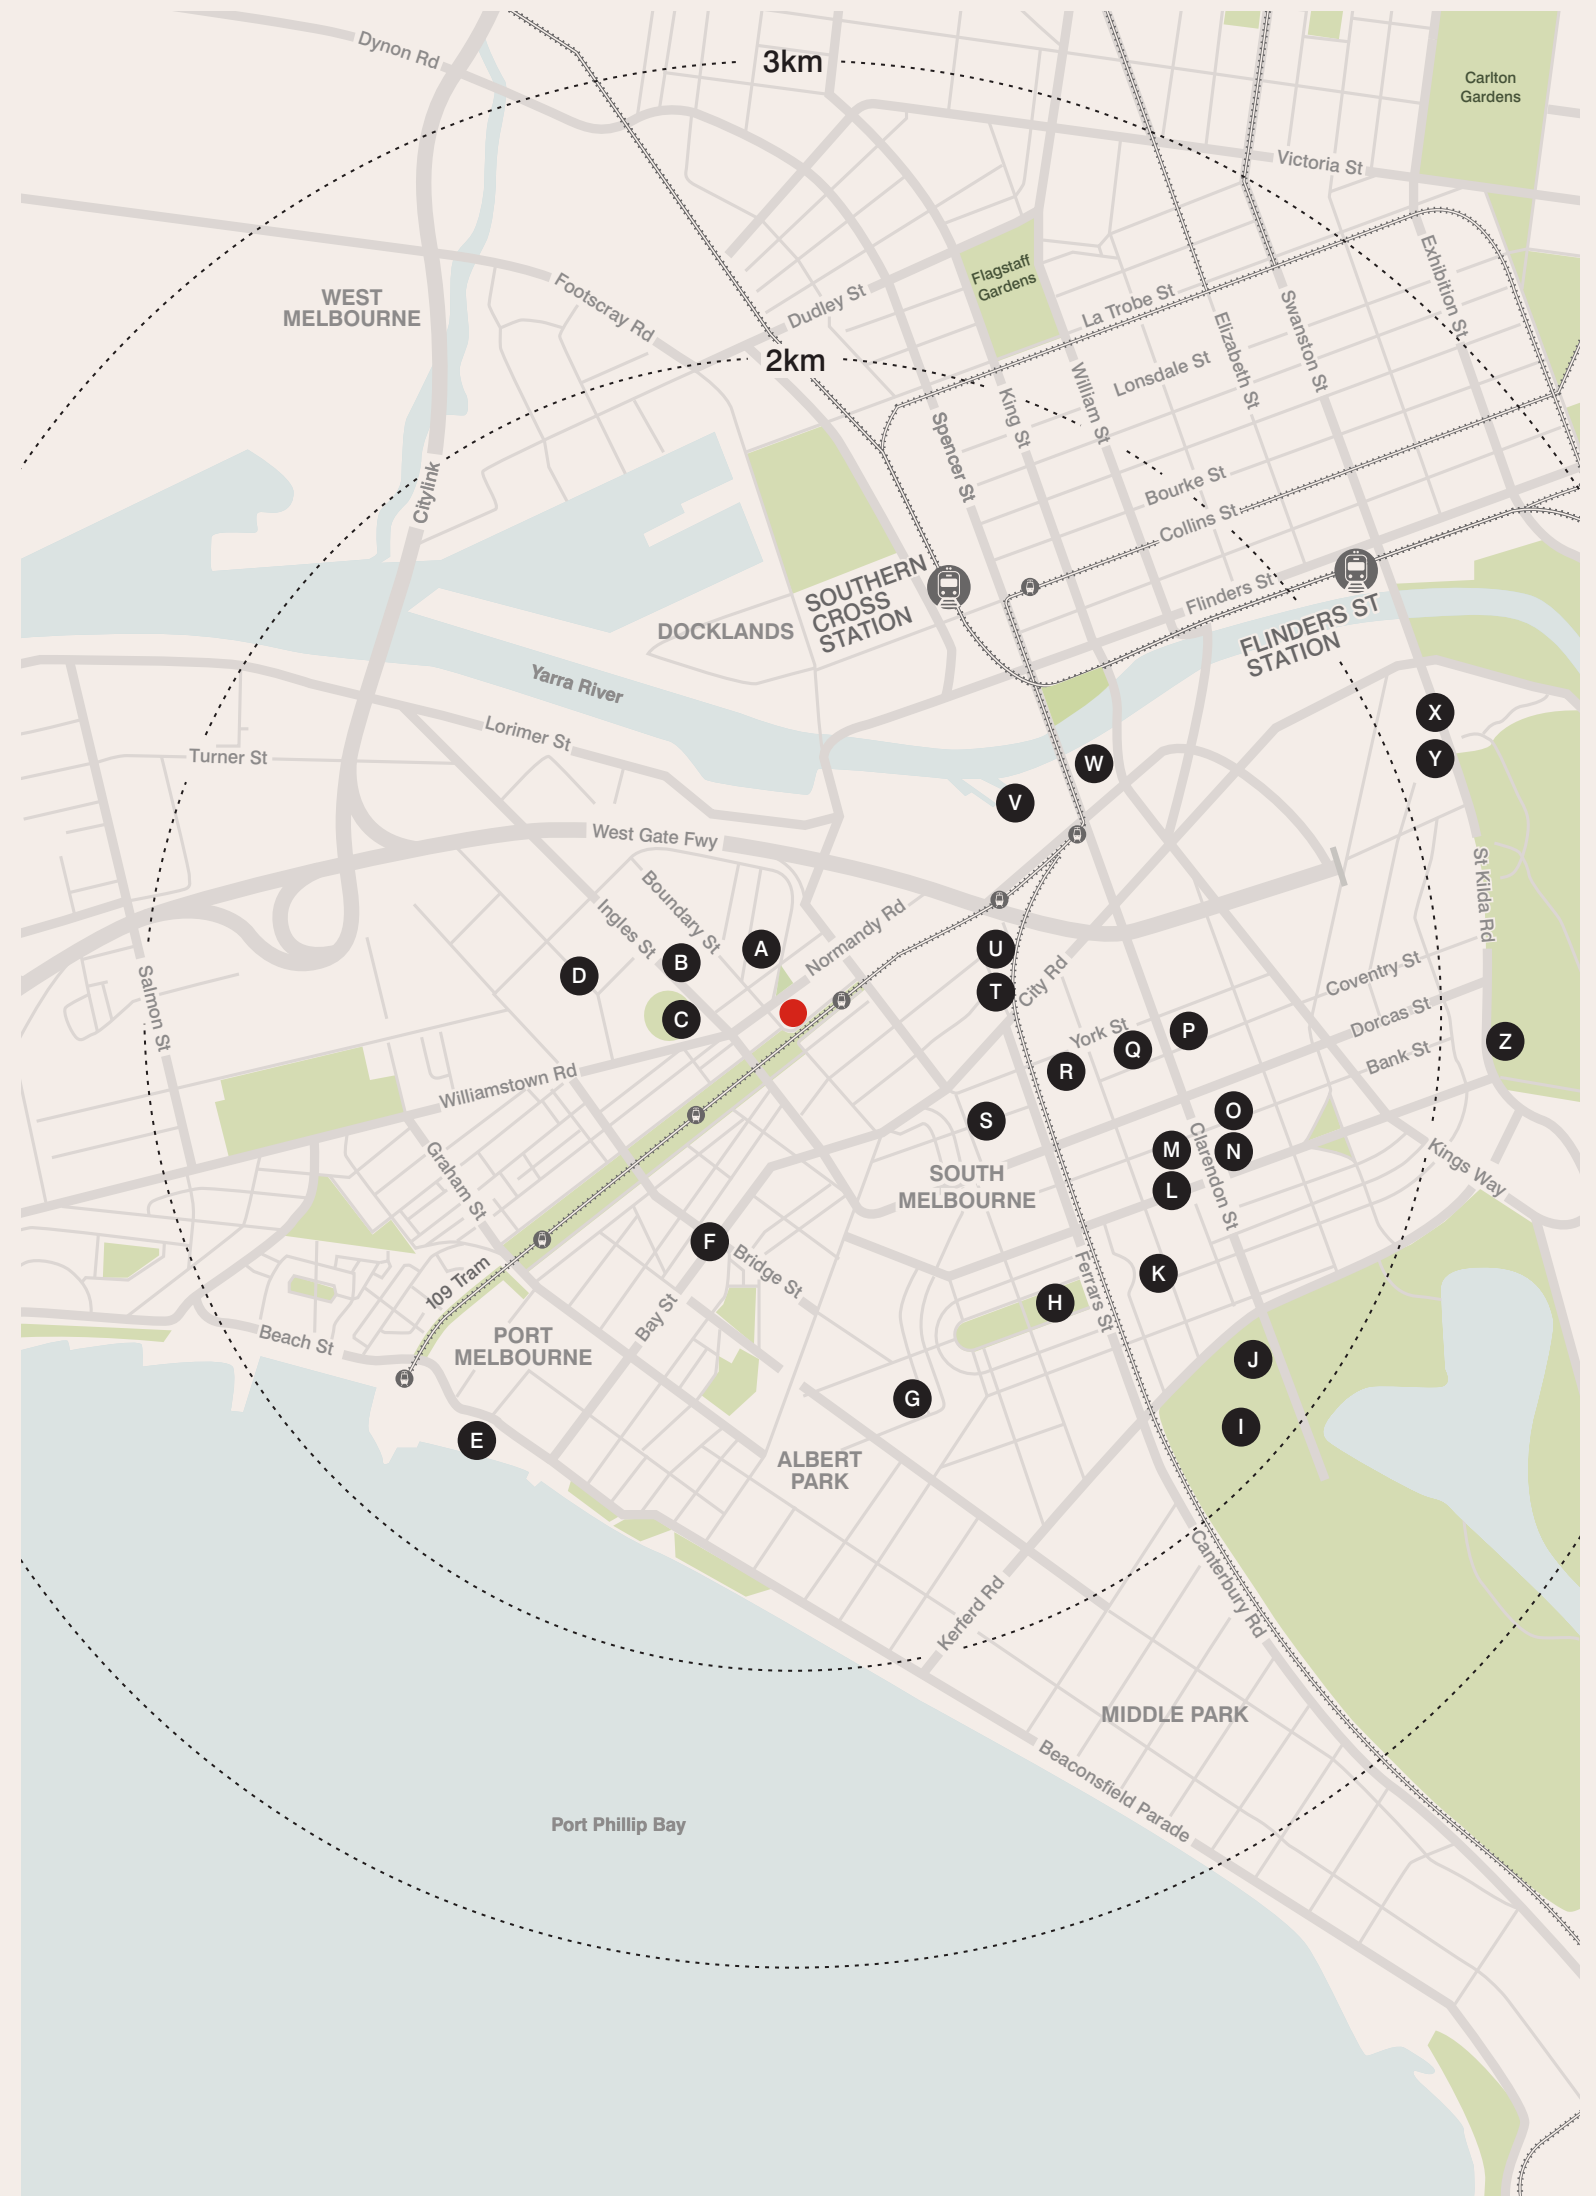 Dynon Rd
3km
Carlton
Gardens
Victoria St
Exhibition St
WEST
MELBOURNE
Footscray Rd
Dudley St
Flagstaff
Gardens
La Trobe St
Elizabeth St
Swanston St
2km
Lonsdale St
William St
King St
Spencer St
Citylink
Bourke St
Collins St
Flinders St
SOUTHERN
CROSS
STATION
DOCKLANDS
FLINDERS ST
STATION
Yarra River
Lorimer St
Turner St
X
Y
W
V
West Gate Fwy
St Kilda Rd
Boundary St
Ingles St
Normandy Rd
A
B
C
D
U
T
City Rd
Coventry St
Dorcas St
Bank St
Salmon St
York St
P
Q
R
Z
Williamstown Rd
S
O
M
N
L
Clarendon St
Kings Way
Graham St
SOUTH
MELBOURNE
F
Bridge St
K
H
Ferrars St
109 Tram
Bay St
Beach St
PORT
MELBOURNE
J
G
I
E
ALBERT
PARK
Canterbury Rd
Kerferd Rd
MIDDLE PARK
Beaconsfield Parade
Port Phillip Bay